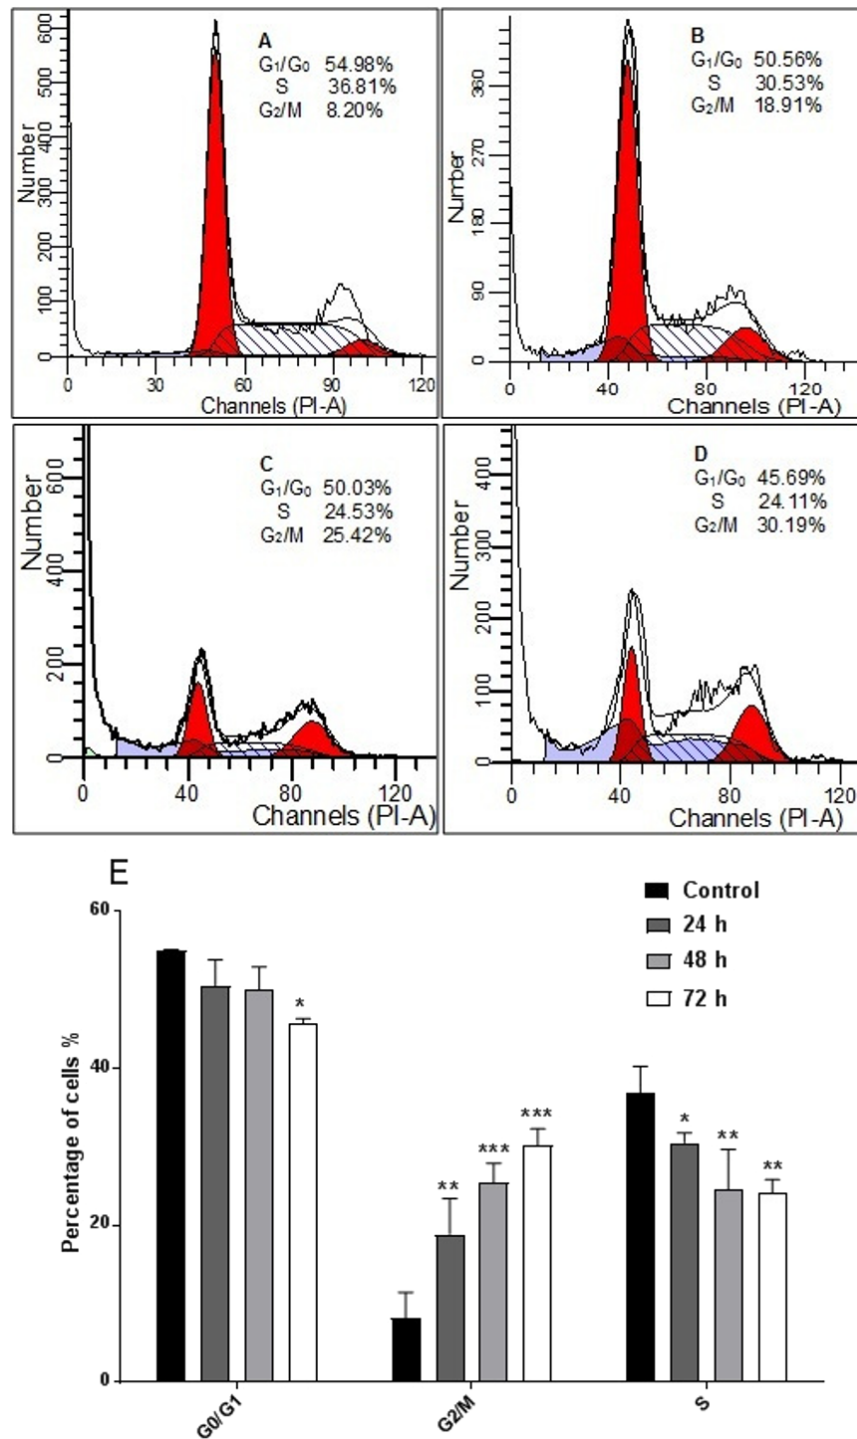 A
G1/G0 54.98%
S 36.81%
G2/M 8.20%
Number
600
500
400
300
200
100
0
0 30 60 90 120
Channels (PI-A)
B
G1/G0 50.56%
S 30.53%
G2/M 18.91%
Number
360
270
180
90
0
0 40 80 120
Channels (PI-A)
C
G1/G0 50.03%
S 24.53%
G2/M 25.42%
Number
600
400
200
0
0 40 80 120
Channels (PI-A)
D
G1/G0 45.69%
S 24.11%
G2/M 30.19%
Number
400
300
200
100
0
0 40 80 120
Channels (PI-A)
E
Control
24 h
48 h
72 h
Percentage of cells %
60
40
20
0
*
** *** ***
* ** **
G0/G1 G2/M S